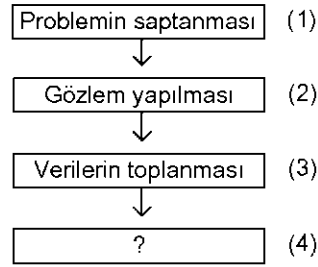 Problemin saptanması (1)
Gözlem yapılması (2)
Verilerin toplanması (3)
? (4)